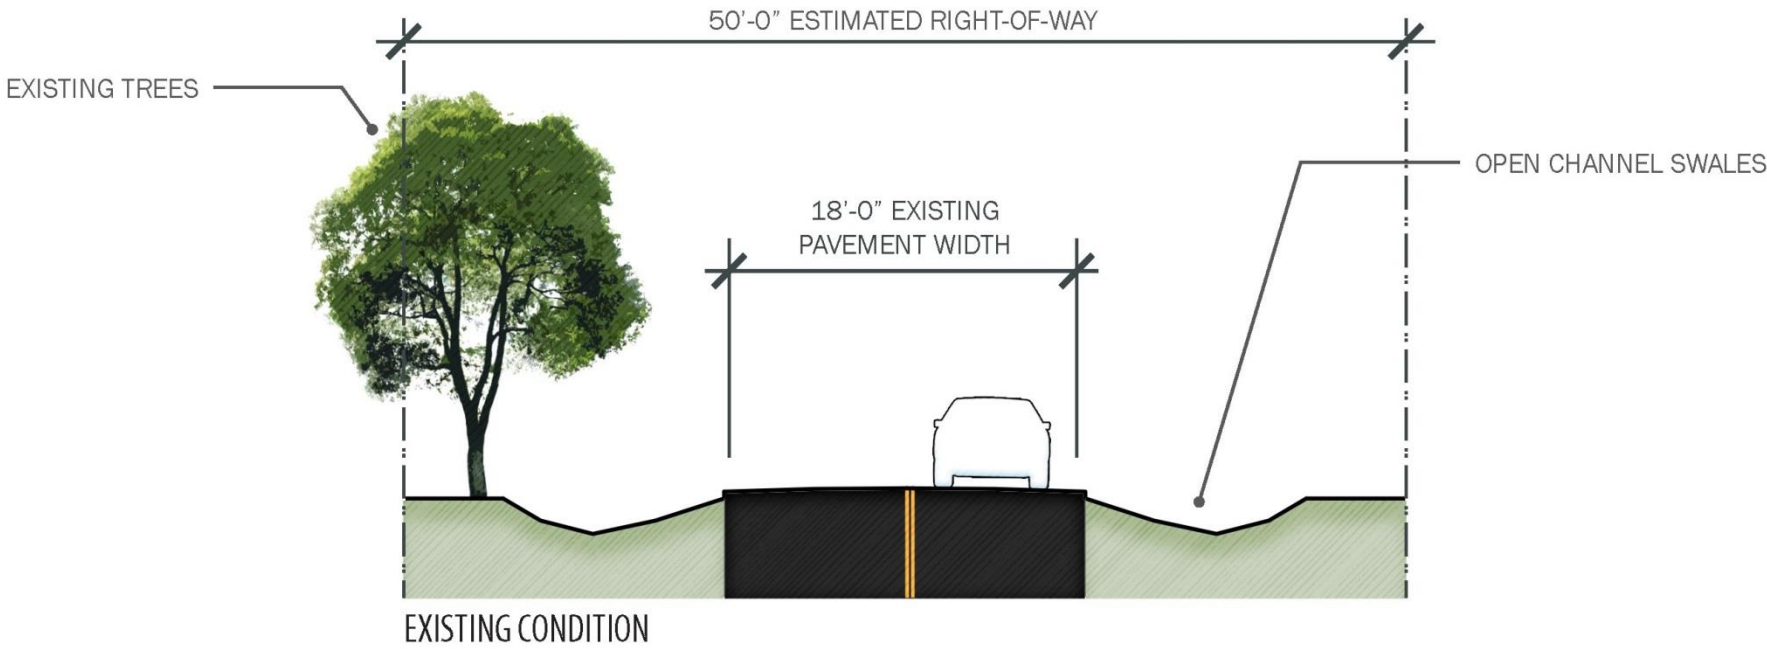 50'-0” ESTIMATED RIGHT-OF-WAY
EXISTING TREES
OPEN CHANNEL SWALES
18’-0” EXISTING
PAVEMENT WIDTH
EXISTING CONDITION